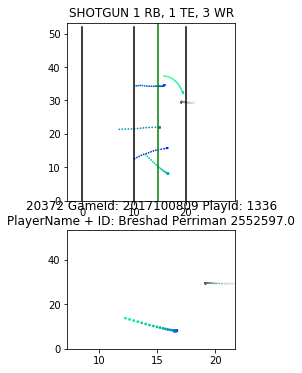 SHOTGUN 1 RB, 1 TE, 3 WR
50
40
30
20
10
0
0 10 20
20372 GameId: 2017100809 PlayId: 1336
PlayerName + ID: Breshad Perriman 2552597.0
40
20
0
10 15 20